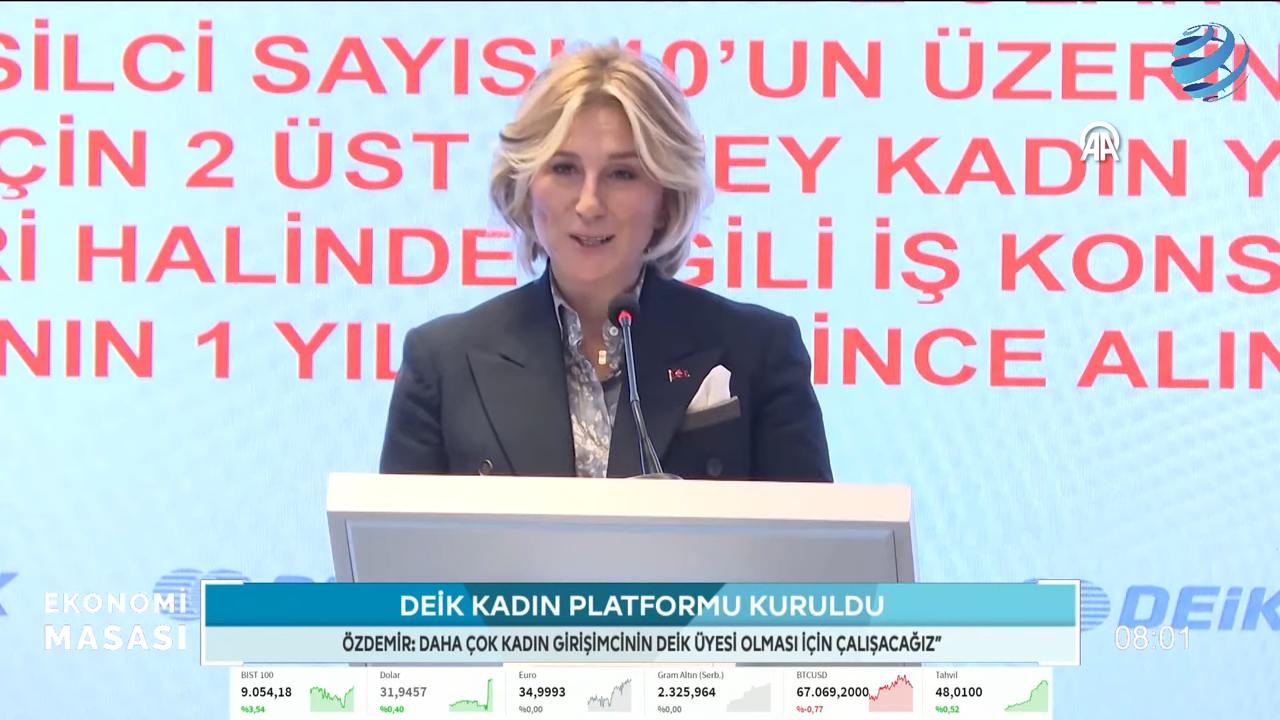 SİLCİ SAYISI 10’UN ÜZERİN
ÇİN 2 ÜST EY KADIN Y
Rİ HALİNDE GİLİ İŞ KONS
NIN 1 YIL İNCE ALIN
AA
DEİK
EKONOMİ
MASASI
DEİK KADIN PLATFORMU KURULDU
ÖZDEMİR: DAHA ÇOK KADIN GİRİŞİMCİNİN DEİK ÜYESİ OLMASI İÇİN ÇALIŞACAĞIZ”
08:01
BIST 100
9.054,18
%3,54
Dolar
31,9457
%0,40
Euro
34,9993
%0,00
Gram Altın (Serb.)
2.325,964
%0,00
BTCUSD
67.069,2000
%-0,77
Tahvil
48,0100
%0,52